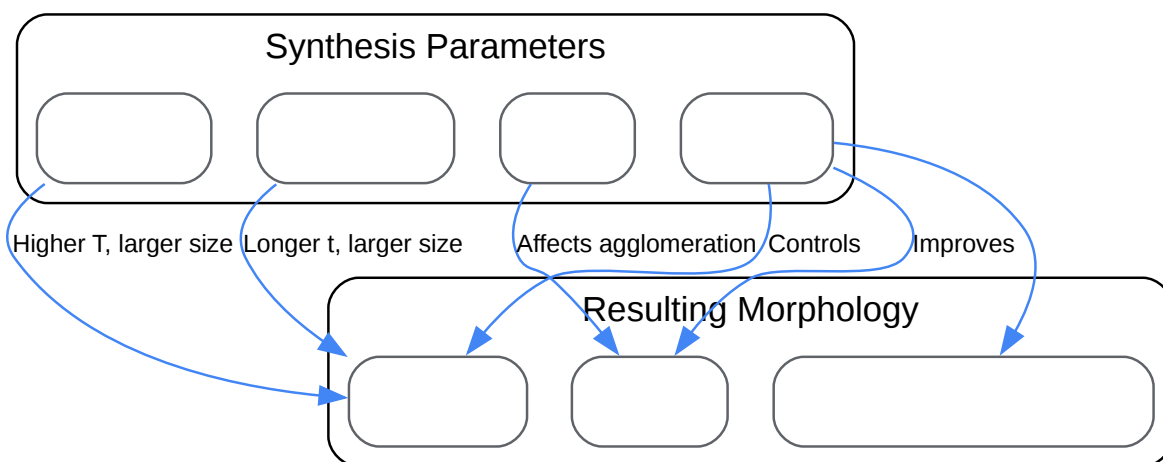 Synthesis Parameters
Higher T, larger size
Longer t, larger size
Affects agglomeration
Controls
Improves
Resulting Morphology